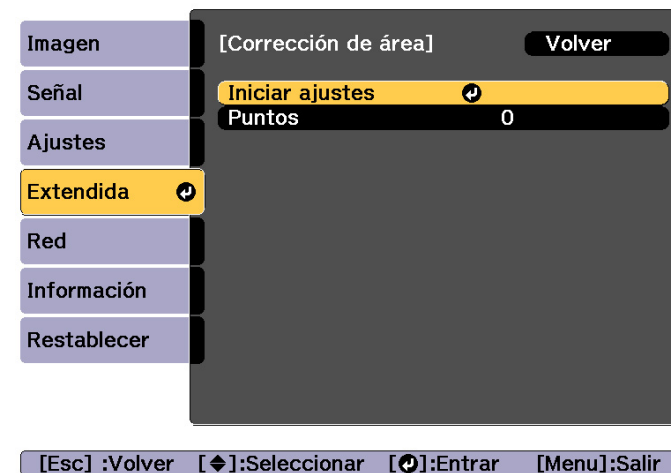 Imagen
Señal
Ajustes
Extendida
Red
Información
Restablecer
[Corrección de área] Volver
Iniciar ajustes
Puntos 0
[Esc] :Volver [◆]:Seleccionar [↵]:Entrar [Menu]:Salir